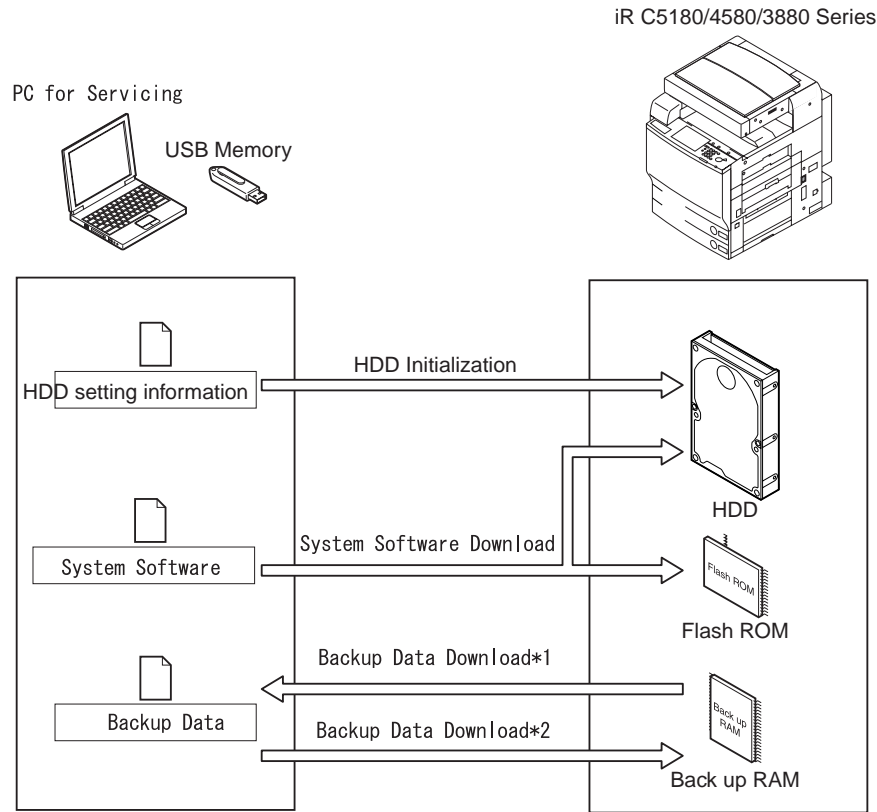 iR C5180/4580/3880 Series
PC for Servicing
USB Memory
HDD Initialization
HDD setting information
HDD
System Software Download
System Software
Flash ROM
Flash ROM
Backup Data Download*1
Back up
RAM
Backup Data
Backup Data Download*2
Back up RAM